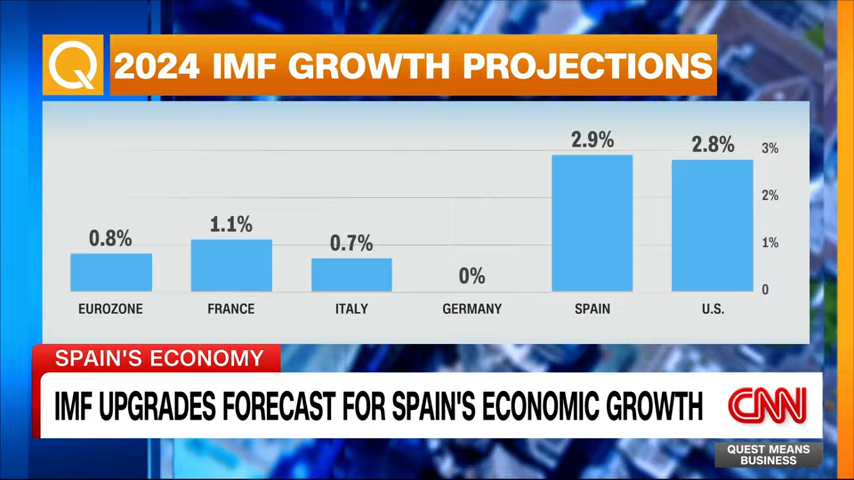 Q
2024 IMF GROWTH PROJECTIONS
2.9%
2.8%
3%
2%
1.1%
0.8%
0.7%
1%
0%
0
EUROZONE
FRANCE
ITALY
GERMANY
SPAIN
U.S.
SPAIN'S ECONOMY
IMF UPGRADES FORECAST FOR SPAIN'S ECONOMIC GROWTH
CNN
QUEST MEANS
BUSINESS